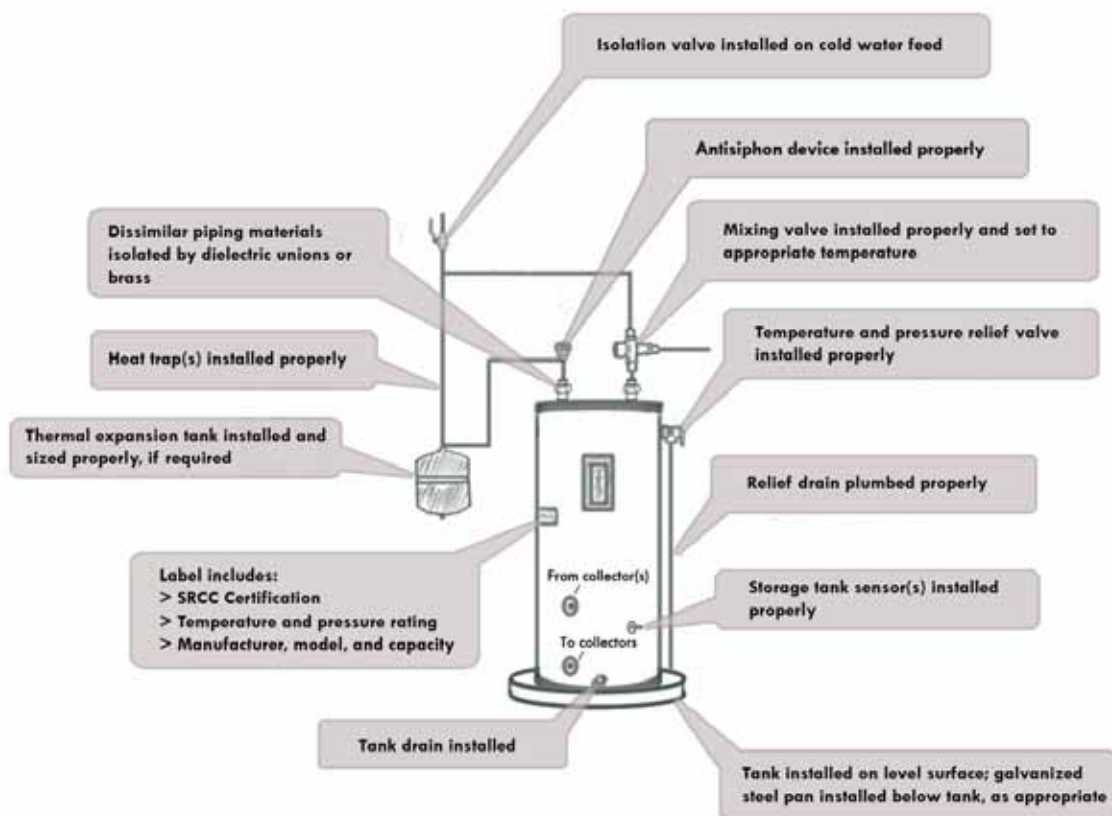 Isolation valve installed on cold water feed
Antisiphon device installed properly
Dissimilar piping materials
isolated by dielectric unions or
brass
Mixing valve installed properly and set to
appropriate temperature
Heat trap(s) installed properly
Temperature and pressure relief valve
installed properly
Thermal expansion tank installed and
sized properly, if required
Relief drain plumbed properly
Label includes:
> SRCC Certification
> Temperature and pressure rating
> Manufacturer, model, and capacity
From collector(s)
Storage tank sensor(s) installed
properly
To collectors
Tank drain installed
Tank installed on level surface; galvanized
steel pan installed below tank, as appropriate